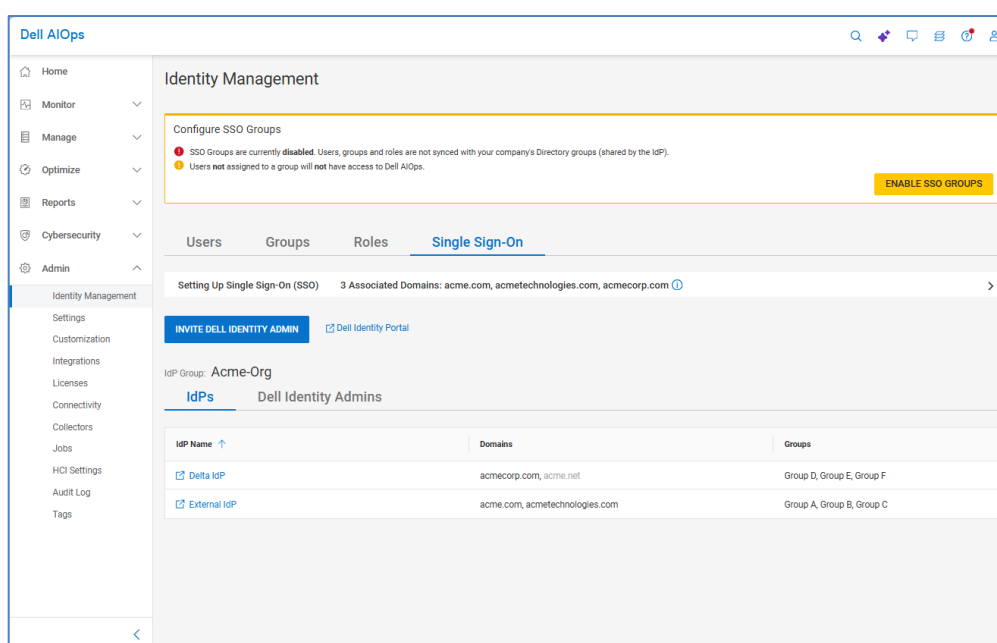 Dell AIOps
Home
Monitor
Manage
Optimize
Reports
Cybersecurity
Admin
Identity Management
Settings
Customization
Integrations
Licenses
Connectivity
Collectors
Jobs
HCI Settings
Audit Log
Tags
Identity Management
Configure SSO Groups
SSO Groups are currently disabled. Users, groups and roles are not synced with your company's Directory groups (shared by the IdP).
Users not assigned to a group will not have access to Dell AIOps.
ENABLE SSO GROUPS
Users Groups Roles Single Sign-On
Setting Up Single Sign-On (SSO) 3 Associated Domains: acme.com, acmetechnologies.com, acmecorp.com
INVITE DELL IDENTITY ADMIN Dell Identity Portal
IdP Group: Acme-Org
IdPs Dell Identity Admins
IdP Name Domains Groups
Delta IdP acmecorp.com, acme.net Group D, Group E, Group F
External IdP acme.com, acmetechnologies.com Group A, Group B, Group C